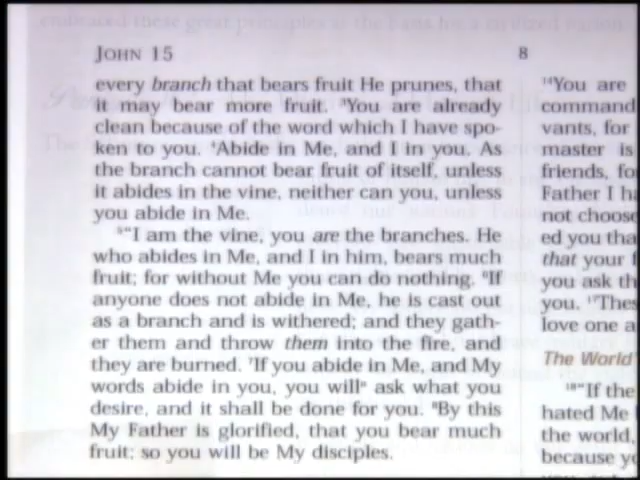 JOHN 15
8
every branch that bears fruit He prunes, that
it may bear more fruit. ³You are already
clean because of the word which I have spo-
ken to you. ⁴Abide in Me, and I in you. As
the branch cannot bear fruit of itself, unless
it abides in the vine, neither can you, unless
you abide in Me.
⁵"I am the vine, you are the branches. He
who abides in Me, and I in him, bears much
fruit; for without Me you can do nothing. ⁶If
anyone does not abide in Me, he is cast out
as a branch and is withered; and they gath-
er them and throw them into the fire, and
they are burned. ⁷If you abide in Me, and My
words abide in you, you will ask what you
desire, and it shall be done for you. ⁸By this
My Father is glorified, that you bear much
fruit; so you will be My disciples.
¹⁴You are
command
vants, for
master is
friends, fo
Father I ha
not choose
ed you tha
that your f
you ask th
you. ¹⁷Thes
love one a
The World
¹⁸"If the
hated Me
the world,
because yo